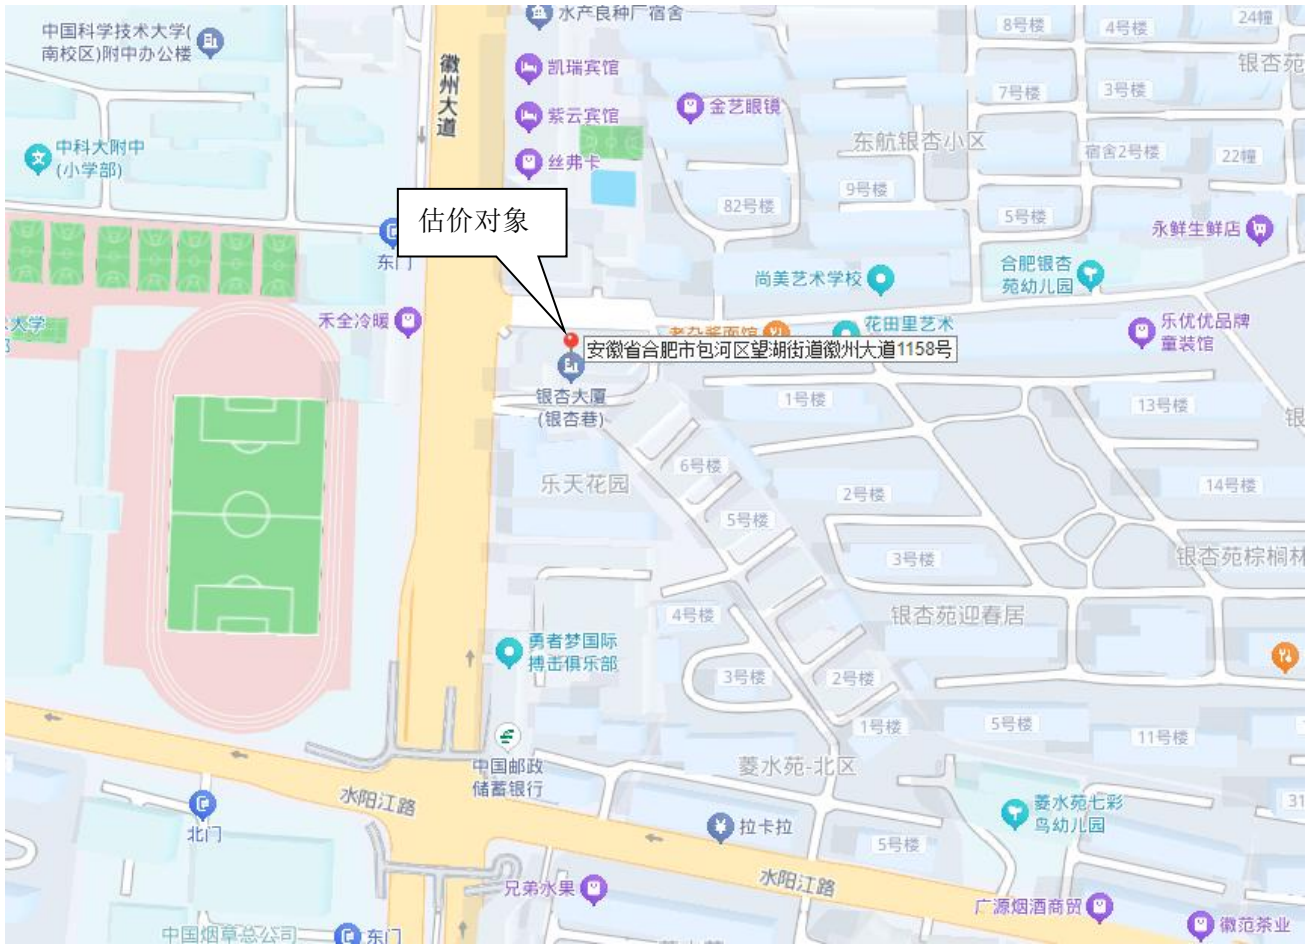 水产良种厂宿舍
8号楼
4号楼
24幢
中国科学技术大学(
南校区)附中办公楼
徽州大道
凯瑞宾馆
银杏苑
7号楼
3号楼
金艺眼镜
紫云宾馆
东航银杏小区
中科大附中
(小学部)
丝弗卡
宿舍2号楼
22幢
9号楼
82号楼
5号楼
估价对象
永鲜生鲜店
东门
合肥银杏
苑幼儿园
尚美艺术学校
禾全冷暖
大学
花田里艺术
老杂酱面馆
乐优优品牌
童装馆
安徽省合肥市包河区望湖街道徽州大道1158号
银杏大厦
(银杏巷)
1号楼
13号楼
银
6号楼
乐天花园
2号楼
14号楼
5号楼
3号楼
银杏苑棕榈林
4号楼
银杏苑迎春居
勇者梦国际
搏击俱乐部
3号楼
2号楼
1号楼
5号楼
11号楼
中国邮政
储蓄银行
菱水苑-北区
水阳江路
北门
菱水苑七彩
鸟幼儿园
31
拉卡拉
5号楼
水阳江路
兄弟水果
广源烟酒商贸
徽范茶业
中国烟草总公司
东门